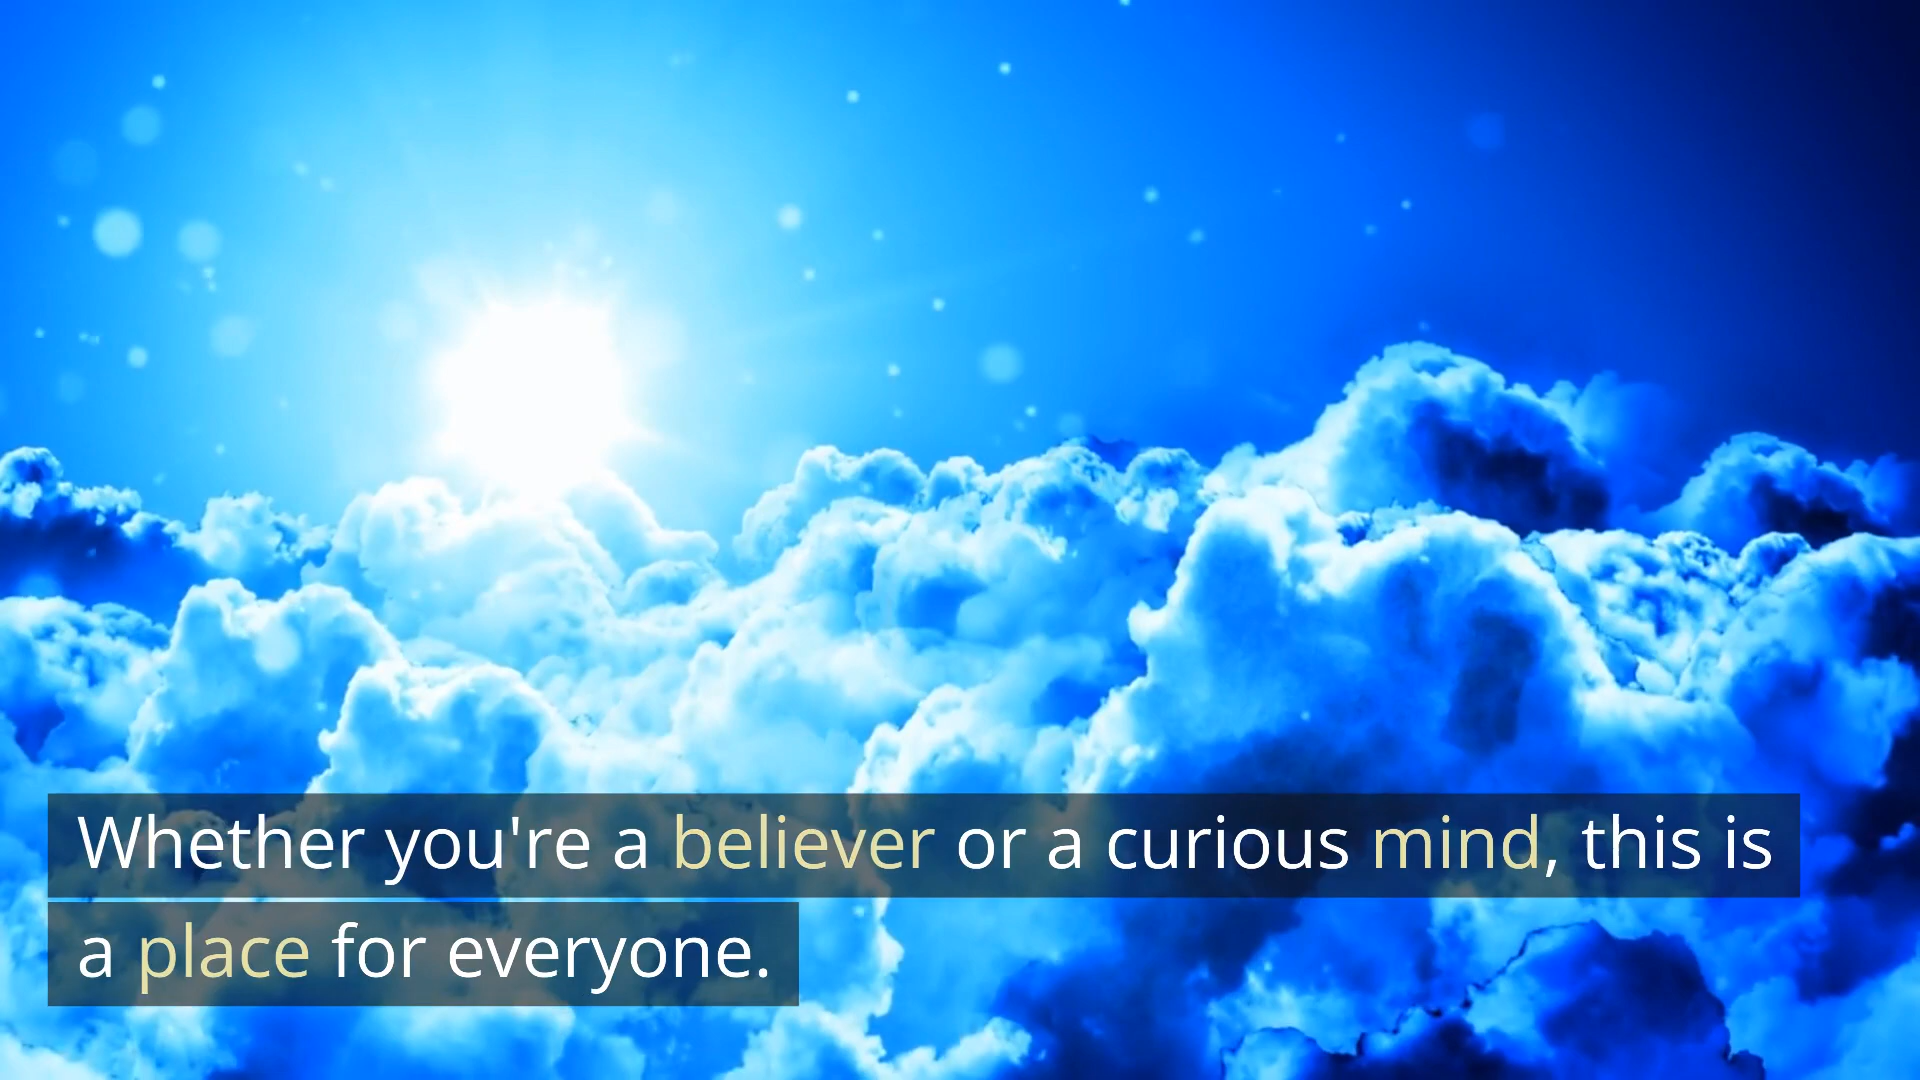 Whether you're a believer or a curious mind, this is
a place for everyone.